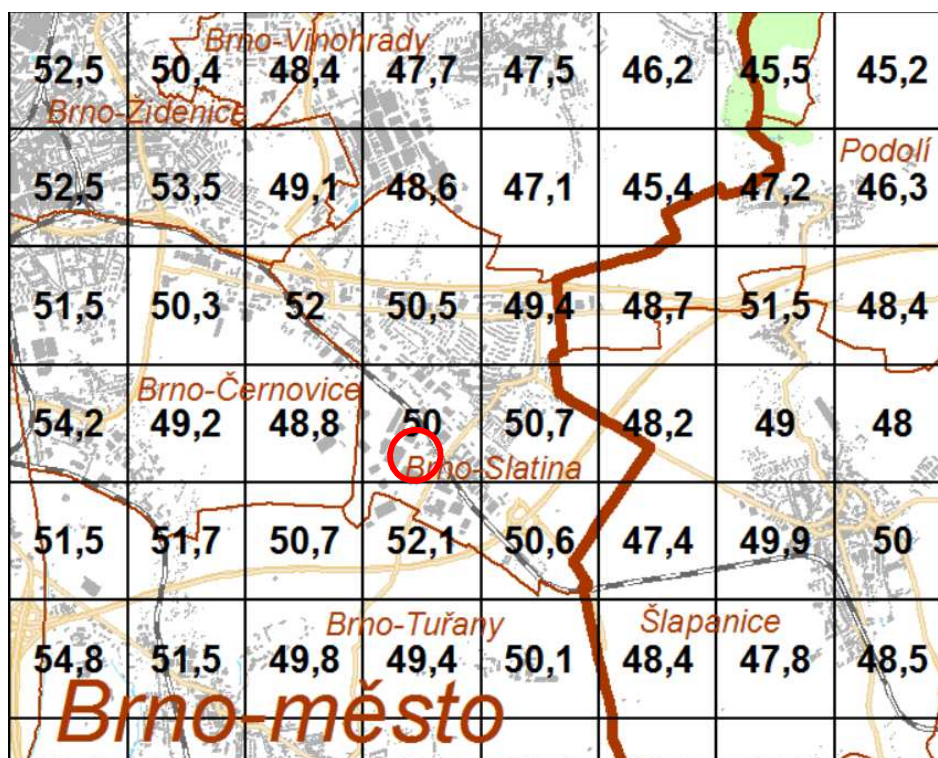 Brno-Vinohrady
52,5 50,4 48,4 47,7 47,5 46,2 45,5 45,2
Brno-Židenice
Podolí
52,5 53,5 49,1 48,6 47,1 45,4 47,2 46,3
51,5 50,3 52 50,5 49,4 48,7 51,5 48,4
Brno-Černovice
54,2 49,2 48,8 50 50,7 48,2 49 48
Brno-Slatina
51,5 51,7 50,7 52,1 50,6 47,4 49,9 50
Brno-Tuřany Šlapanice
54,8 51,5 49,8 49,4 50,1 48,4 47,8 48,5
Brno-město